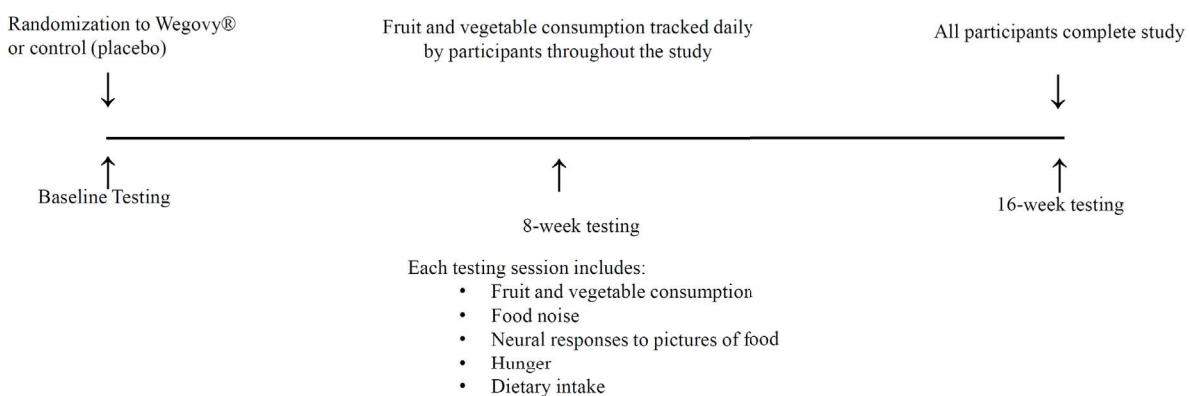 Randomization to Wegovy®
or control (placebo)
Fruit and vegetable consumption tracked daily
by participants throughout the study
All participants complete study
Baseline Testing
8-week testing
16-week testing
Each testing session includes:
• Fruit and vegetable consumption
• Food noise
• Neural responses to pictures of food
• Hunger
• Dietary intake